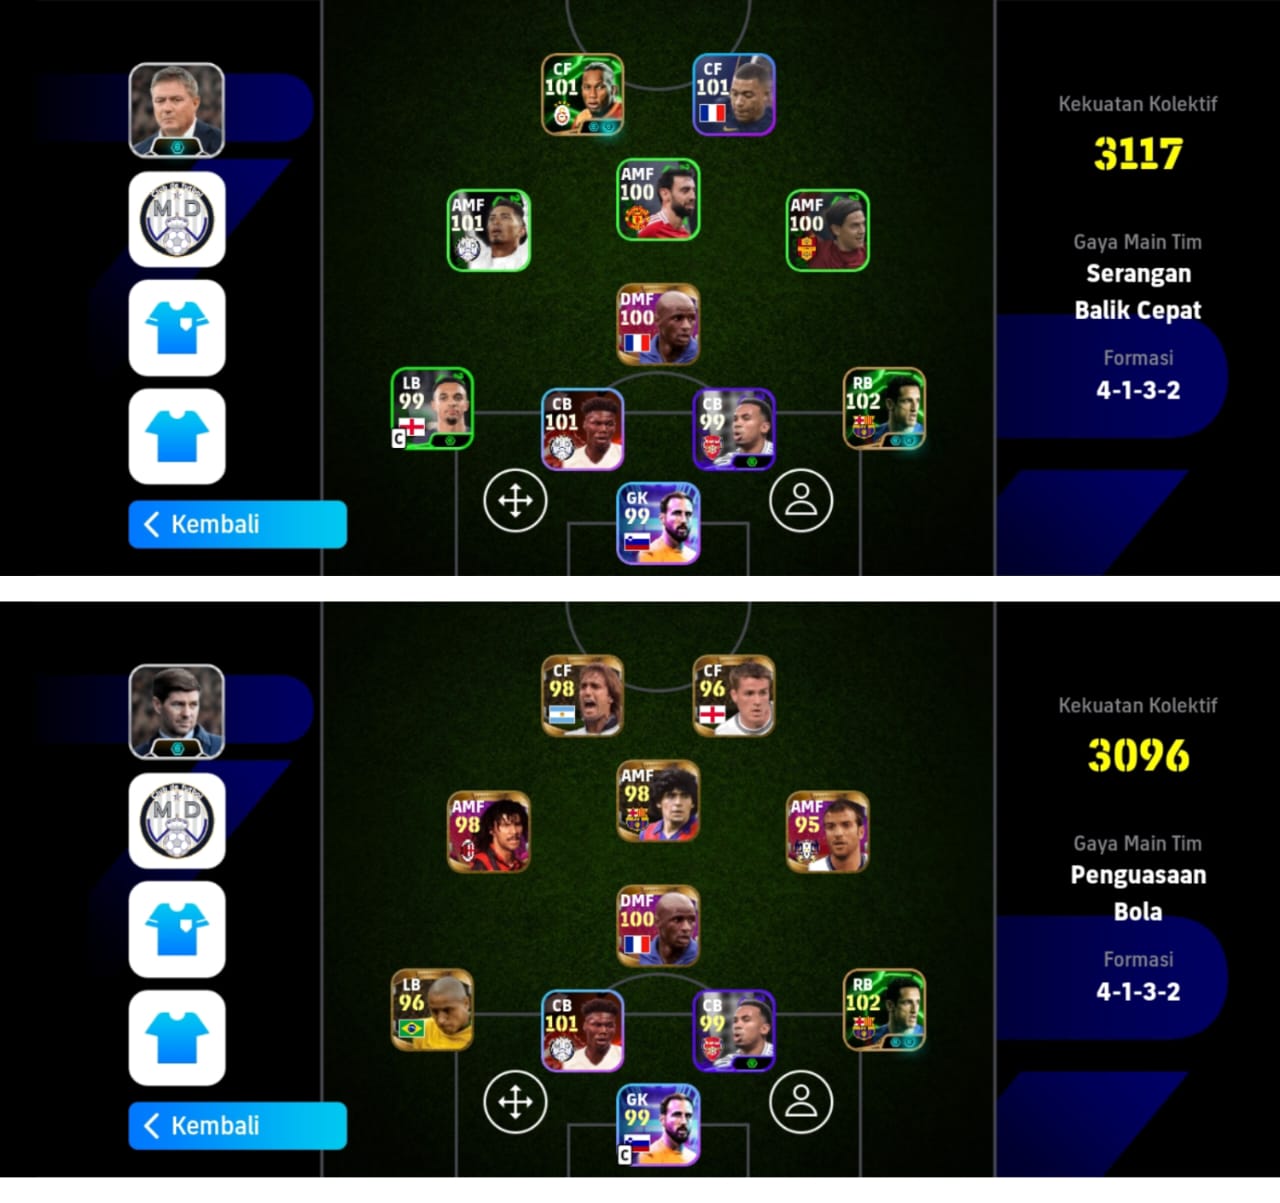 CF
101
CF
101
Kekuatan Kolektif
3117
AMF
100
AMF
101
MD
AMF
100
Gaya Main Tim
Serangan
Balik Cepat
DMF
100
Formasi
4-1-3-2
LB
99
C
CB
101
CB
99
RB
102
GK
99
Kembali
CF
98
CF
96
Kekuatan Kolektif
3096
AMF
98
AMF
98
MD
AMF
95
Gaya Main Tim
Penguasaan
Bola
DMF
100
Formasi
4-1-3-2
LB
96
CB
101
CB
99
RB
102
GK
99
C
Kembali